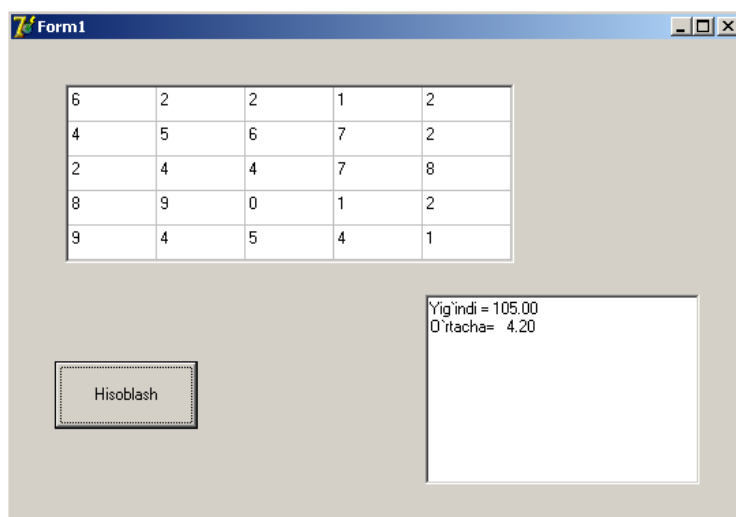 Form1
6 2 2 1 2
4 5 6 7 2
2 4 4 7 8
8 9 0 1 2
9 4 5 4 1
Yig`indi = 105.00
O`rtacha= 4.20
Hisoblash